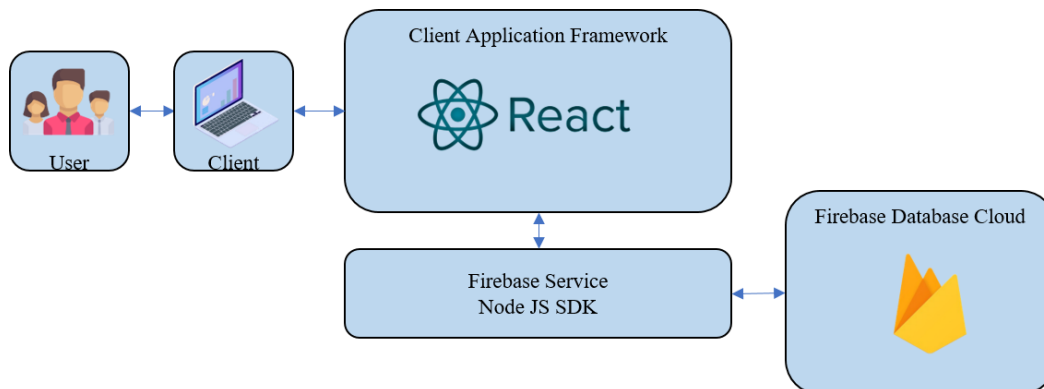 Client Application Framework
React
User
Client
Firebase Database Cloud
Firebase Service
Node JS SDK